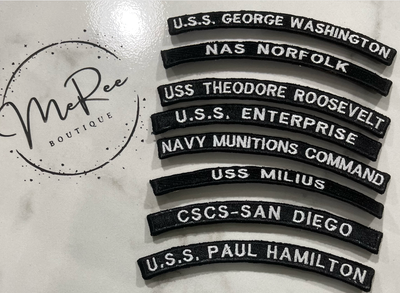 U.S.S. GEORGE WASHINGTON
NAS NORFOLK
USS THEODORE ROOSEVELT
U.S.S. ENTERPRISE
NAVY MUNITIONS COMMAND
USS MILIUS
CSCS-SAN DIEGO
U.S.S. PAUL HAMILTON
McRee
BOUTIQUE